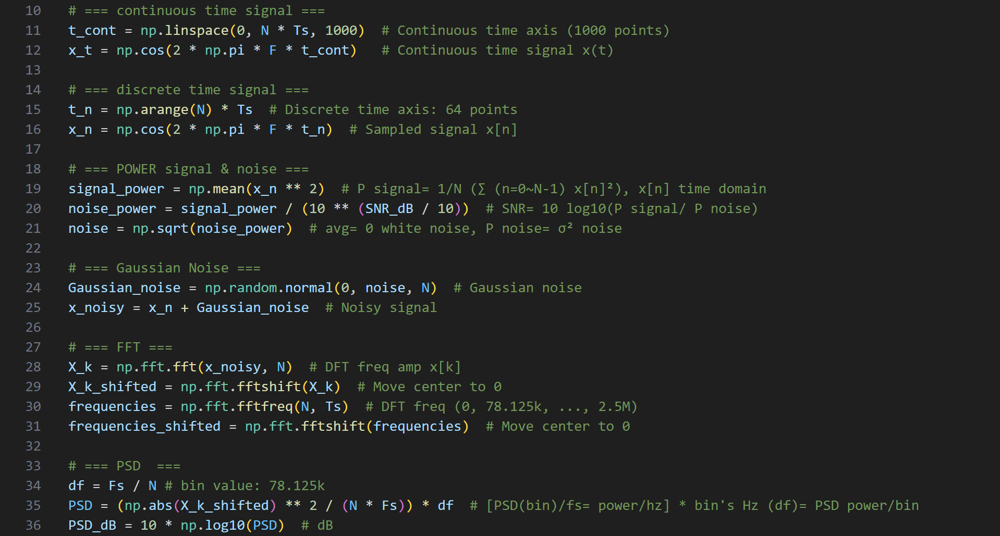 10 # === continuous time signal ===
11 t_cont = np.linspace(0, N * Ts, 1000)  # Continuous time axis (1000 points)
12 x_t = np.cos(2 * np.pi * F * t_cont)   # Continuous time signal x(t)
13
14 # === discrete time signal ===
15 t_n = np.arange(N) * Ts  # Discrete time axis: 64 points
16 x_n = np.cos(2 * np.pi * F * t_n)  # Sampled signal x[n]
17
18 # === POWER signal & noise ===
19 signal_power = np.mean(x_n ** 2)  # P signal= 1/N (∑ (n=0~N-1) x[n]²), x[n] time domain
20 noise_power = signal_power / (10 ** (SNR_dB / 10))  # SNR= 10 log10(P signal/ P noise)
21 noise = np.sqrt(noise_power)  # avg= 0 white noise, P noise= σ² noise
22
23 # === Gaussian Noise ===
24 Gaussian_noise = np.random.normal(0, noise, N)  # Gaussian noise
25 x_noisy = x_n + Gaussian_noise  # Noisy signal
26
27 # === FFT ===
28 X_k = np.fft.fft(x_noisy, N)  # DFT freq amp x[k]
29 X_k_shifted = np.fft.fftshift(X_k)  # Move center to 0
30 frequencies = np.fft.fftfreq(N, Ts)  # DFT freq (0, 78.125k, ..., 2.5M)
31 frequencies_shifted = np.fft.fftshift(frequencies)  # Move center to 0
32
33 # === PSD  ===
34 df = Fs / N # bin value: 78.125k
35 PSD = (np.abs(X_k_shifted) ** 2 / (N * Fs)) * df  # [PSD(bin)/fs= power/hz] * bin's Hz (df)= PSD power/bin
36 PSD_dB = 10 * np.log10(PSD)  # dB